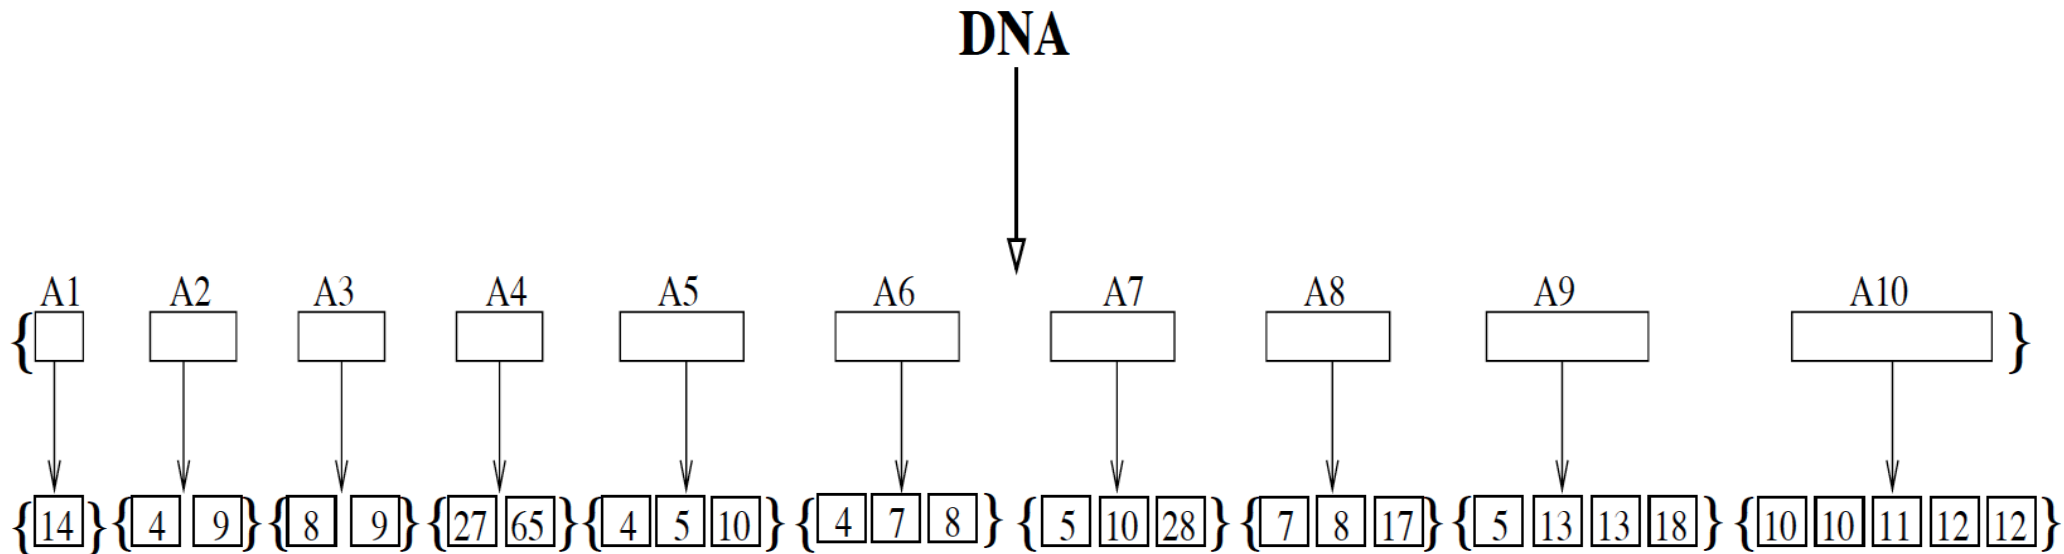 DNA
A1 A2 A3 A4 A5 A6 A7 A8 A9 A10
{ }
{14} {4 9} {8 9} {27 65} {4 5 10} {4 7 8} {5 10 28} {7 8 17} {5 13 13 18} {10 10 11 12 12}